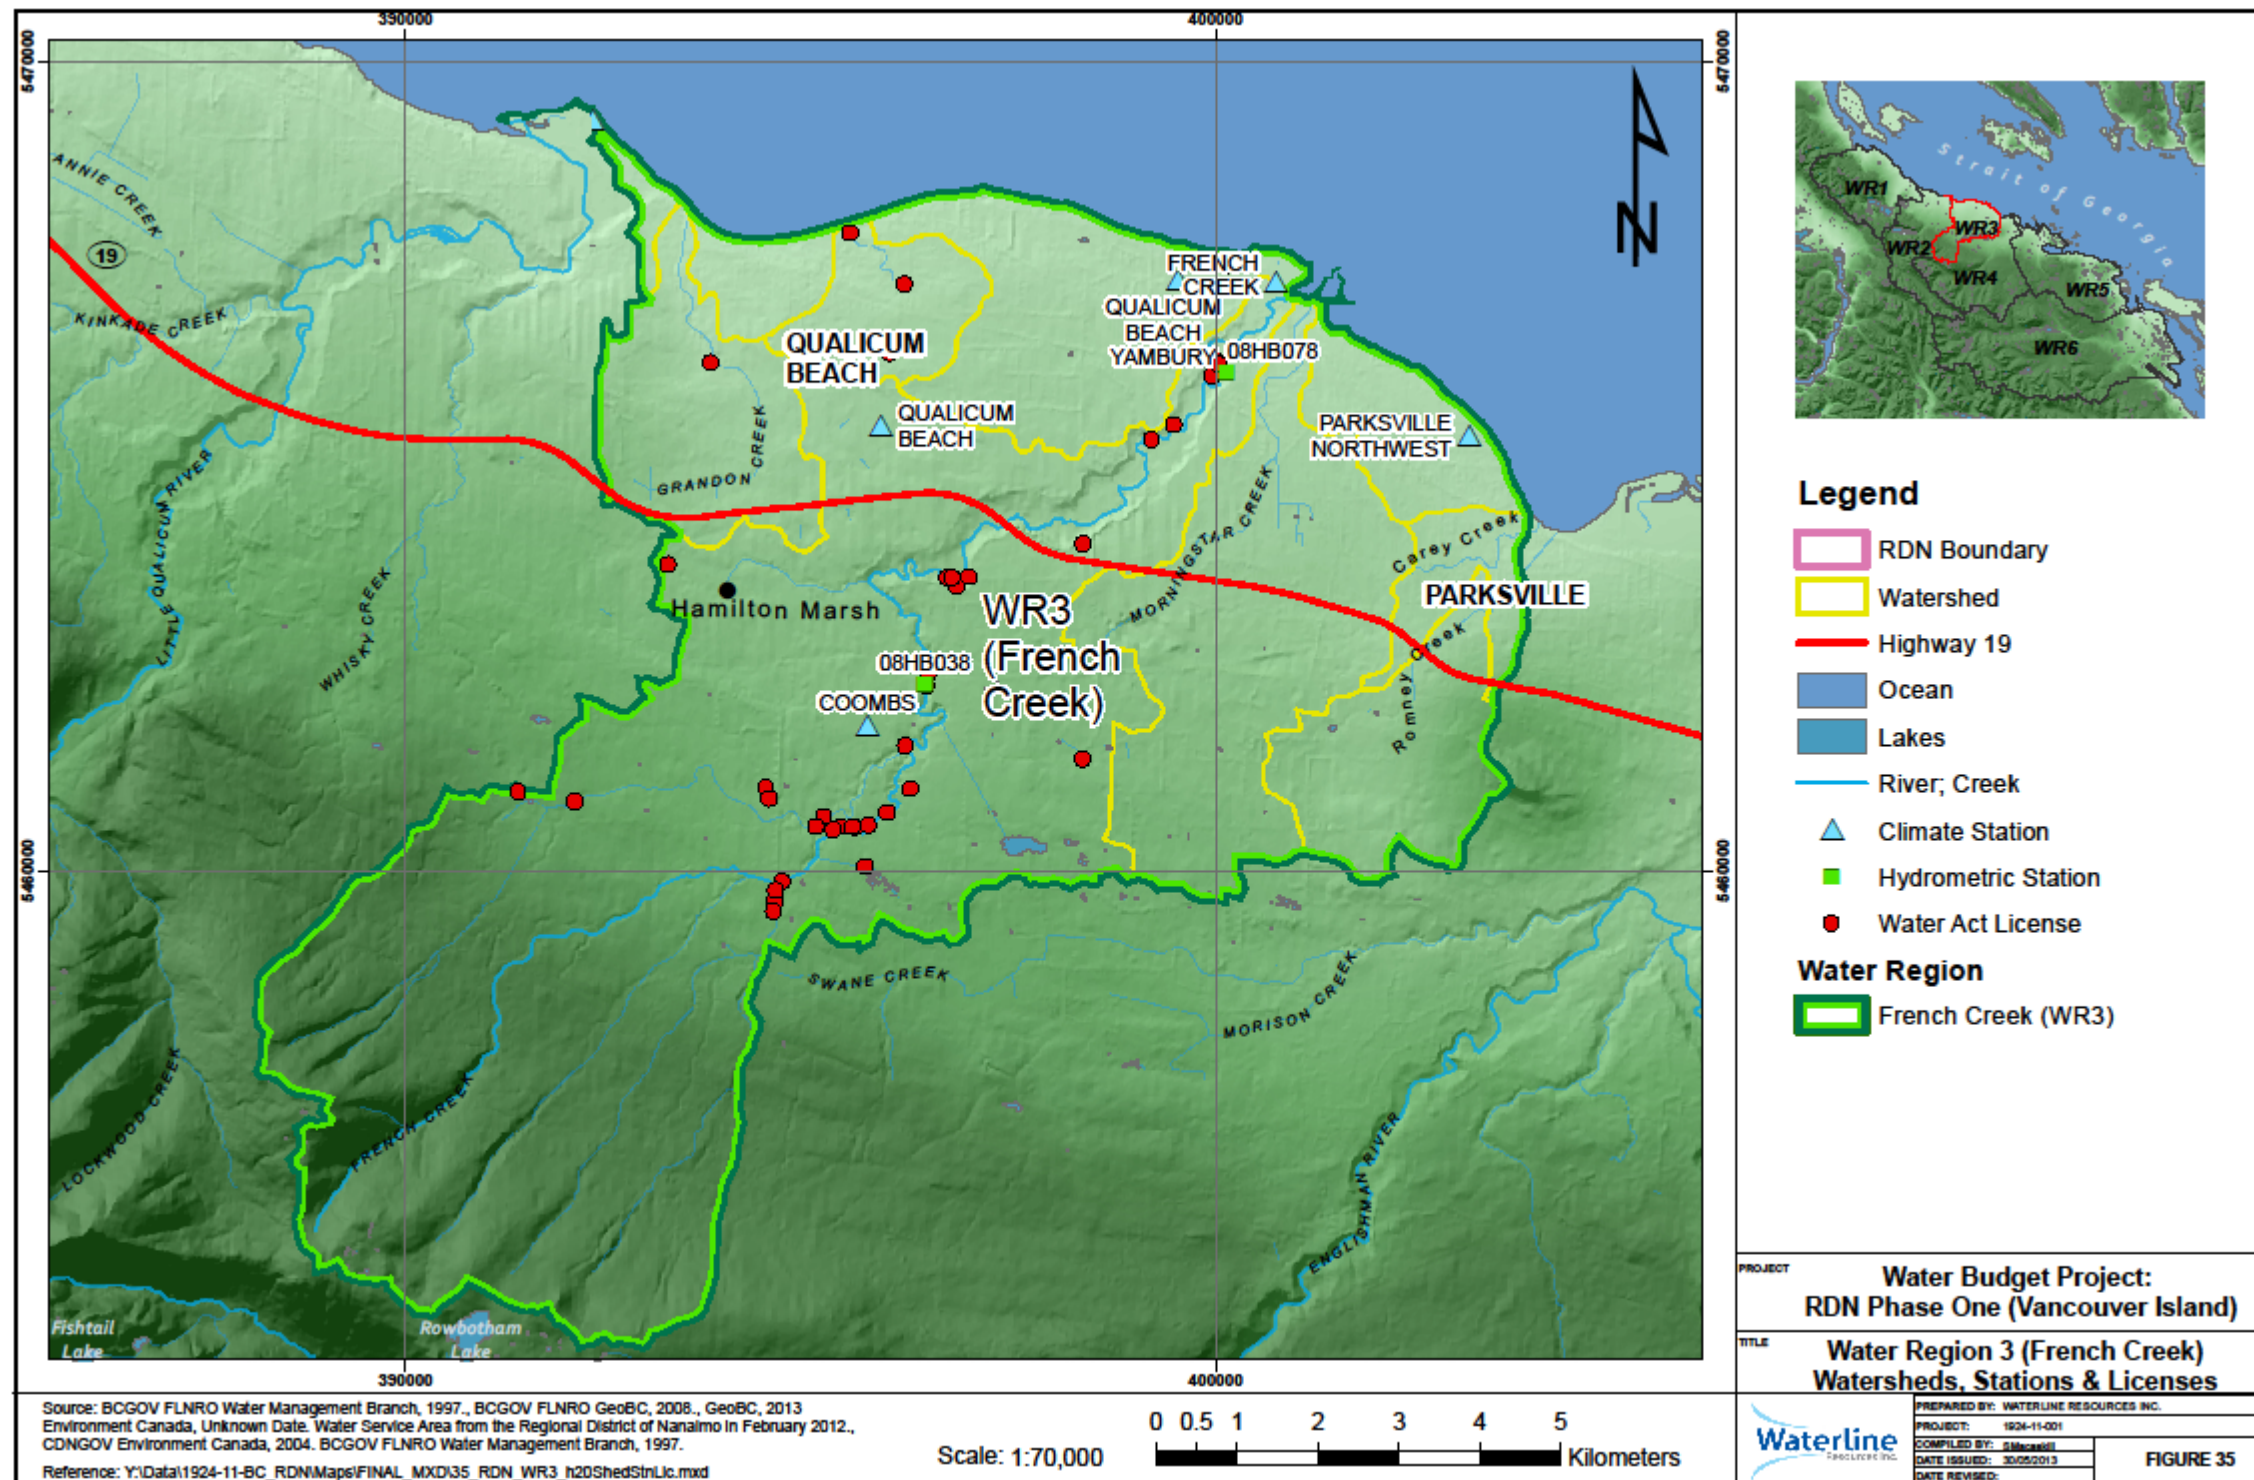 390000
400000
5470000
5470000
ANNIE CREEK
19
KINKADE CREEK
LITTLE QUALICUM RIVER
WHISKY CREEK
GRANDON CREEK
QUALICUM
BEACH
QUALICUM
BEACH
FRENCH
CREEK
QUALICUM
BEACH
YAMBURY
08HB078
PARKSVILLE
NORTHWEST
MORNINGSTAR CREEK
Carey Creek
PARKSVILLE
Romney Creek
Hamilton Marsh
WR3
(French
Creek)
08HB038
COOMBS
5460000
5460000
SWANE CREEK
MORISON CREEK
LOCKWOOD CREEK
FRENCH CREEK
ENGLISHMAN RIVER
Fishtail
Lake
Rowbotham
Lake
390000
400000
N
Strait of Georgia
WR1
WR2
WR3
WR4
WR5
WR6
Legend
RDN Boundary
Watershed
Highway 19
Ocean
Lakes
River; Creek
Climate Station
Hydrometric Station
Water Act License
Water Region
French Creek (WR3)
PROJECT
Water Budget Project:
RDN Phase One (Vancouver Island)
TITLE
Water Region 3 (French Creek)
Watersheds, Stations & Licenses
Source: BCGOV FLNRO Water Management Branch, 1997., BCGOV FLNRO GeoBC, 2008., GeoBC, 2013
Environment Canada, Unknown Date. Water Service Area from the Regional District of Nanaimo in February 2012.,
CDNGOV Environment Canada, 2004. BCGOV FLNRO Water Management Branch, 1997.
Reference: Y:\Data\1924-11-BC_RDN\Maps\FINAL_MXD\35_RDN_WR3_h20ShedStnLic.mxd
Scale: 1:70,000
0 0.5 1 2 3 4 5
Kilometers
Waterline
Resources Inc.
PREPARED BY: WATERLINE RESOURCES INC.
PROJECT: 1924-11-001
COMPILED BY:
DATE ISSUED: 30/05/2013
DATE REVISED:
FIGURE 35